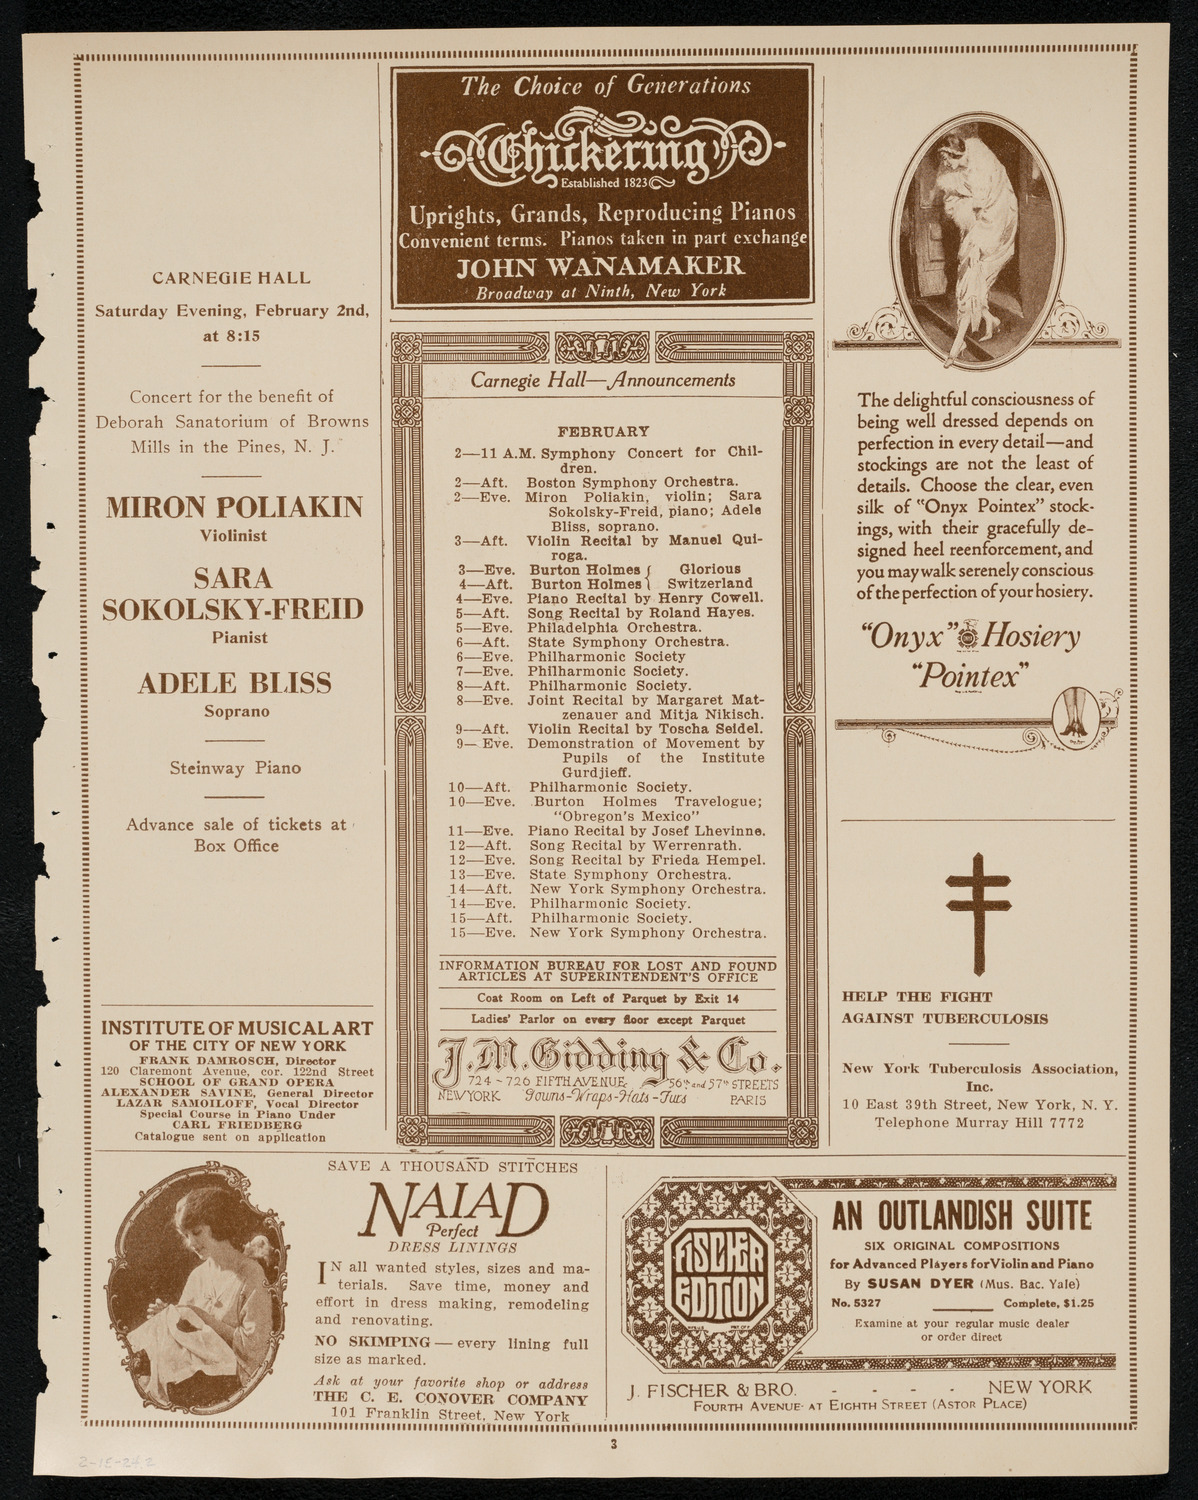 CARNEGIE HALL
Saturday Evening, February 2nd,
at 8:15
Concert for the benefit of
Deborah Sanatorium of Browns
Mills in the Pines, N. J.
MIRON POLIAKIN
Violinist
SARA
SOKOLSKY-FREID
Pianist
ADELE BLISS
Soprano
Steinway Piano
Advance sale of tickets at
Box Office
INSTITUTE OF MUSICAL ART
OF THE CITY OF NEW YORK
FRANK DAMROSCH, Director
120 Claremont Avenue, cor. 122nd Street
SCHOOL OF GRAND OPERA
ALEXANDER SAVINE, General Director
LAZAR SAMOILOFF, Vocal Director
Special Course in Piano Under
CARL FRIEDBERG
Catalogue sent on application
The Choice of Generations
Chickering
Established 1823
Uprights, Grands, Reproducing Pianos
Convenient terms. Pianos taken in part exchange
JOHN WANAMAKER
Broadway at Ninth, New York
Carnegie Hall—Announcements
FEBRUARY
2—11 A.M. Symphony Concert for Chil-
dren.
2—Aft. Boston Symphony Orchestra.
2—Eve. Miron Poliakin, violin; Sara
Sokolsky-Freid, piano; Adele
Bliss, soprano.
3—Aft. Violin Recital by Manuel Qui-
roga.
3—Eve. Burton Holmes { Glorious
4—Aft. Burton Holmes } Switzerland
4—Eve. Piano Recital by Henry Cowell.
5—Aft. Song Recital by Roland Hayes.
5—Eve. Philadelphia Orchestra.
6—Aft. State Symphony Orchestra.
6—Eve. Philharmonic Society
7—Eve. Philharmonic Society.
8—Aft. Philharmonic Society.
8—Eve. Joint Recital by Margaret Mat-
zenauer and Mitja Nikisch.
9—Aft. Violin Recital by Toscha Seidel.
9—Eve. Demonstration of Movement by
Pupils of the Institute
Gurdjieff.
10—Aft. Philharmonic Society.
10—Eve. Burton Holmes Travelogue;
"Obregon's Mexico"
11—Eve. Piano Recital by Josef Lhevinne.
12—Aft. Song Recital by Werrenrath.
12—Eve. Song Recital by Frieda Hempel.
13—Eve. State Symphony Orchestra.
14—Aft. New York Symphony Orchestra.
14—Eve. Philharmonic Society.
15—Aft. Philharmonic Society.
15—Eve. New York Symphony Orchestra.
INFORMATION BUREAU FOR LOST AND FOUND
ARTICLES AT SUPERINTENDENT'S OFFICE
Coat Room on Left of Parquet by Exit 14
Ladies' Parlor on every floor except Parquet
J. M. Gidding & Co.
724 - 726 FIFTH AVENUE 56th and 57th STREETS
NEW YORK Gowns-Wraps-Hats-Furs PARIS
The delightful consciousness of
being well dressed depends on
perfection in every detail—and
stockings are not the least of
details. Choose the clear, even
silk of "Onyx Pointex" stock-
ings, with their gracefully de-
signed heel reenforcement, and
you may walk serenely conscious
of the perfection of your hosiery.
"Onyx" Hosiery
"Pointex"
HELP THE FIGHT
AGAINST TUBERCULOSIS
New York Tuberculosis Association,
Inc.
10 East 39th Street, New York, N. Y.
Telephone Murray Hill 7772
SAVE A THOUSAND STITCHES
NAIAD
Perfect
DRESS LININGS
IN all wanted styles, sizes and ma-
terials. Save time, money and
effort in dress making, remodeling
and renovating.
NO SKIMPING — every lining full
size as marked.
Ask at your favorite shop or address
THE C. E. CONOVER COMPANY
101 Franklin Street, New York
FISCHER
EDITION
AN OUTLANDISH SUITE
SIX ORIGINAL COMPOSITIONS
for Advanced Players for Violin and Piano
By SUSAN DYER (Mus. Bac. Yale)
No. 5327 Complete, $1.25
Examine at your regular music dealer
or order direct
J. FISCHER & BRO. - - - - NEW YORK
FOURTH AVENUE AT EIGHTH STREET (ASTOR PLACE)
3
2-15-24.2